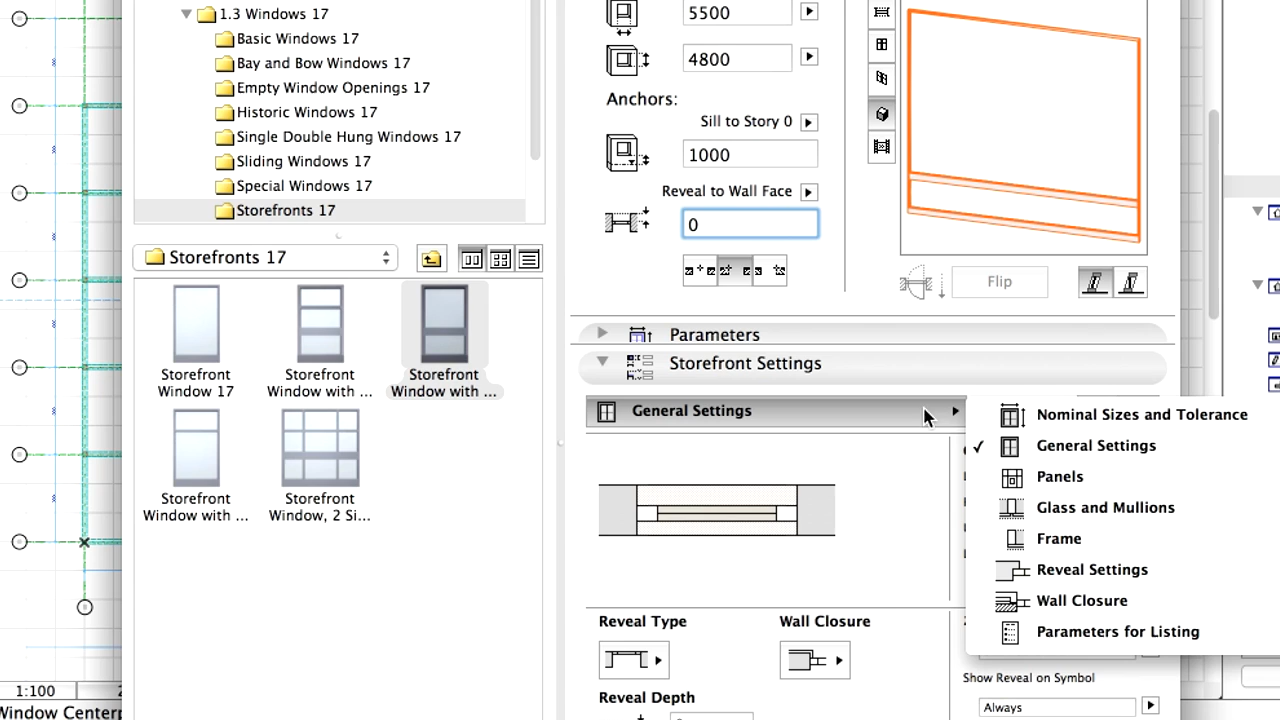 1.3 Windows 17
Basic Windows 17
Bay and Bow Windows 17
Empty Window Openings 17
Historic Windows 17
Single Double Hung Windows 17
Sliding Windows 17
Special Windows 17
Storefronts 17
Storefronts 17
Storefront
Window 17
Storefront
Window with ...
Storefront
Window with ...
Storefront
Window with ...
Storefront
Window, 2 Si...
5500
4800
Anchors:
Sill to Story 0
1000
Reveal to Wall Face
0
Flip
Parameters
Storefront Settings
General Settings
Nominal Sizes and Tolerance
General Settings
Panels
Glass and Mullions
Frame
Reveal Settings
Wall Closure
Parameters for Listing
Reveal Type
Wall Closure
Reveal Depth
Show Reveal on Symbol
Always
1:100
Window Centerp